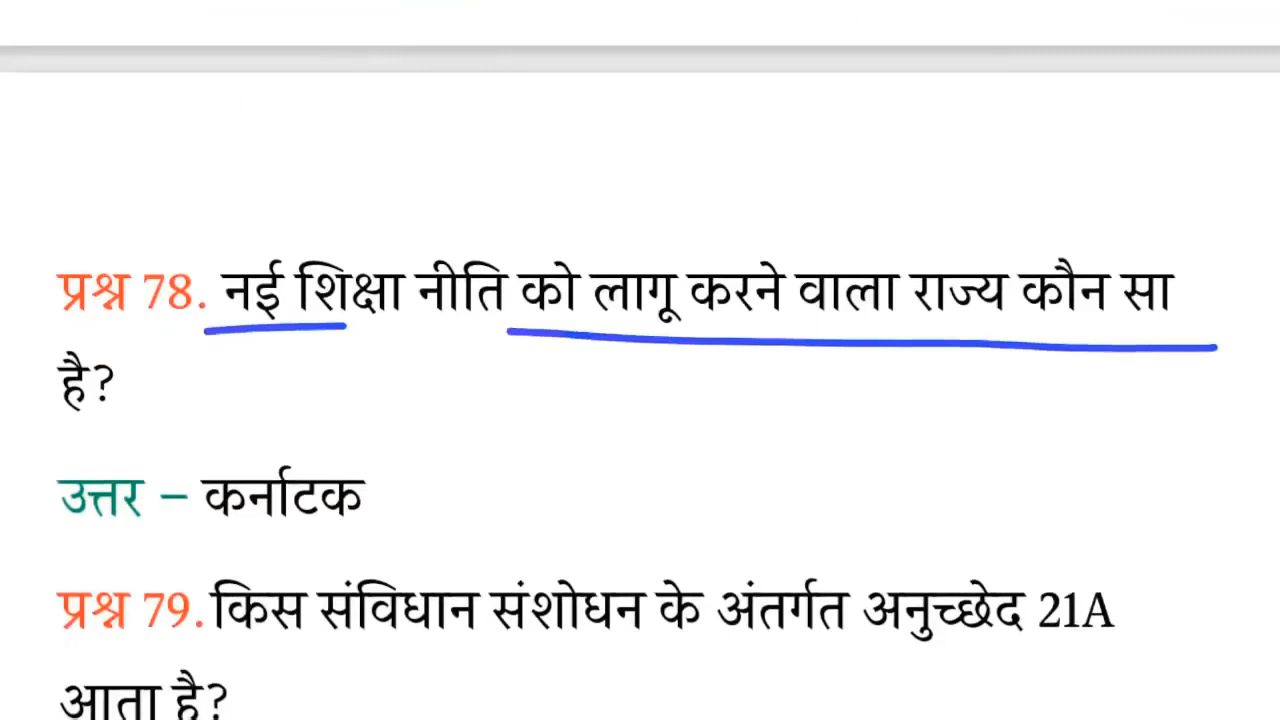 प्रश्न 78. नई शिक्षा नीति को लागू करने वाला राज्य कौन सा
है?
उत्तर – कर्नाटक
प्रश्न 79. किस संविधान संशोधन के अंतर्गत अनुच्छेद 21A
आता है?